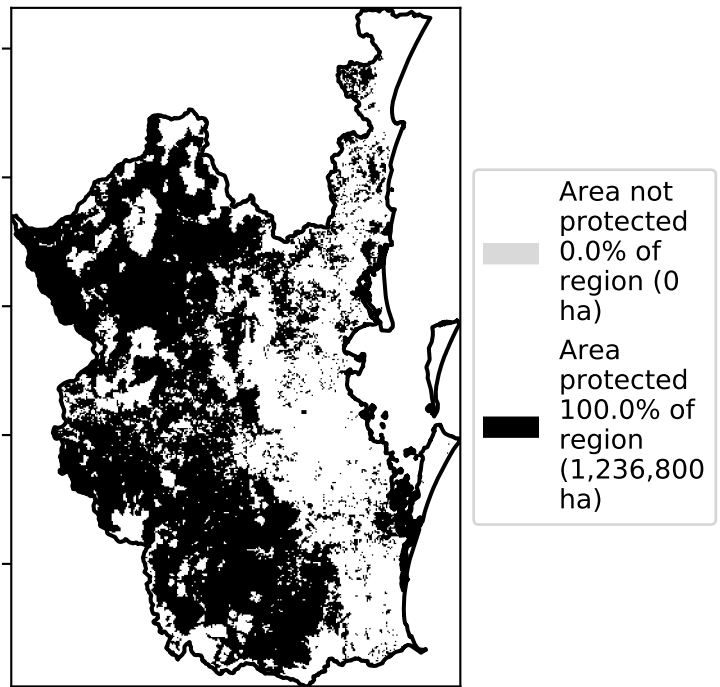 Area not
protected
0.0% of
region (0
ha)
Area
protected
100.0% of
region
(1,236,800
ha)